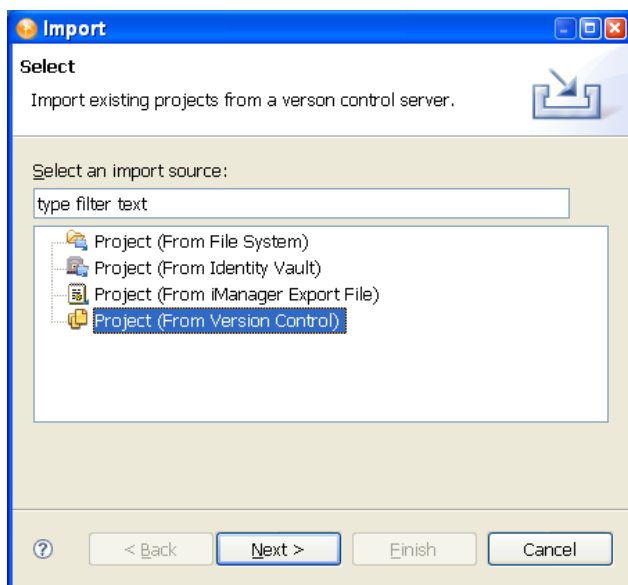 Import
Select
Import existing projects from a verson control server.
Select an import source:
type filter text
Project (From File System)
Project (From Identity Vault)
Project (From iManager Export File)
Project (From Version Control)
? < Back Next > Finish Cancel